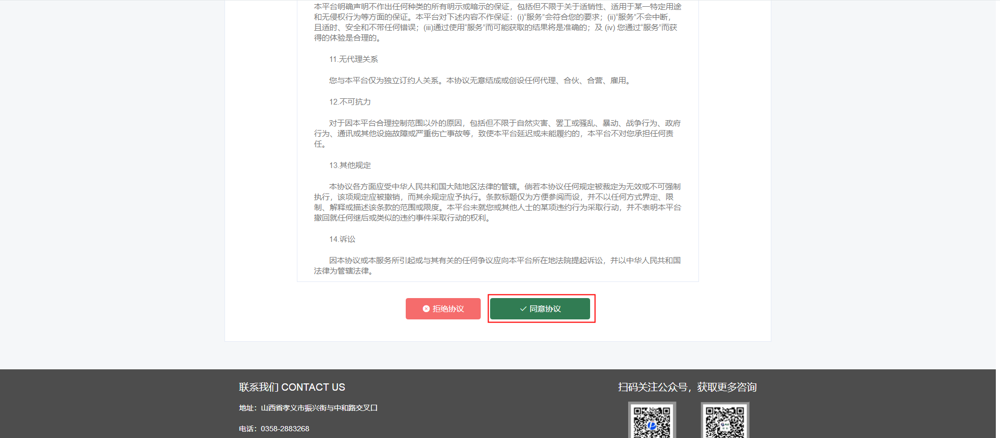 本平台明确声明不作出任何种类的所有明示或暗示的保证，包括但不限于关于适销性、适用于某一特定用途
和无侵权行为等方面的保证。本平台对下述内容不作保证：(i)“服务”会符合您的要求；(ii)“服务”不会中断，
且适时、安全和不带任何错误；(iii)通过使用“服务”而可能获取的结果将是准确的；及 (iv) 您通过“服务”而获
得的体验是合理的。
11.无代理关系
您与本平台仅为独立订约人关系。本协议无意结成或创设任何代理、合伙、合营、雇用。
12.不可抗力
对于因本平台合理控制范围以外的原因，包括但不限于自然灾害、罢工或骚乱、暴动、战争行为、政府
行为、通讯或其他设施故障或严重伤亡事故等，致使本平台延迟或未能履约的，本平台不对您承担任何责
任。
13.其他规定
本协议各方面应受中华人民共和国大陆地区法律的管辖。倘若本协议任何规定被裁定为无效或不可强制
执行，该项规定应被撤销，而其余规定应予执行。条款标题仅为方便参阅而设，并不以任何方式界定、限
制、解释或描述该条款的范围或限度。本平台未就您或其他人士的某项违约行为采取行动，并不表明本平台
撤回就任何继后或类似的违约事件采取行动的权利。
14.诉讼
因本协议或本服务所引起或与其有关的任何争议应向本平台所在地法院提起诉讼，并以中华人民共和国
法律为管辖法律。
拒绝协议
同意协议
联系我们 CONTACT US
扫码关注公众号，获取更多咨询
地址：山西省孝义市振兴街与中和路交叉口
电话：0358-2883268